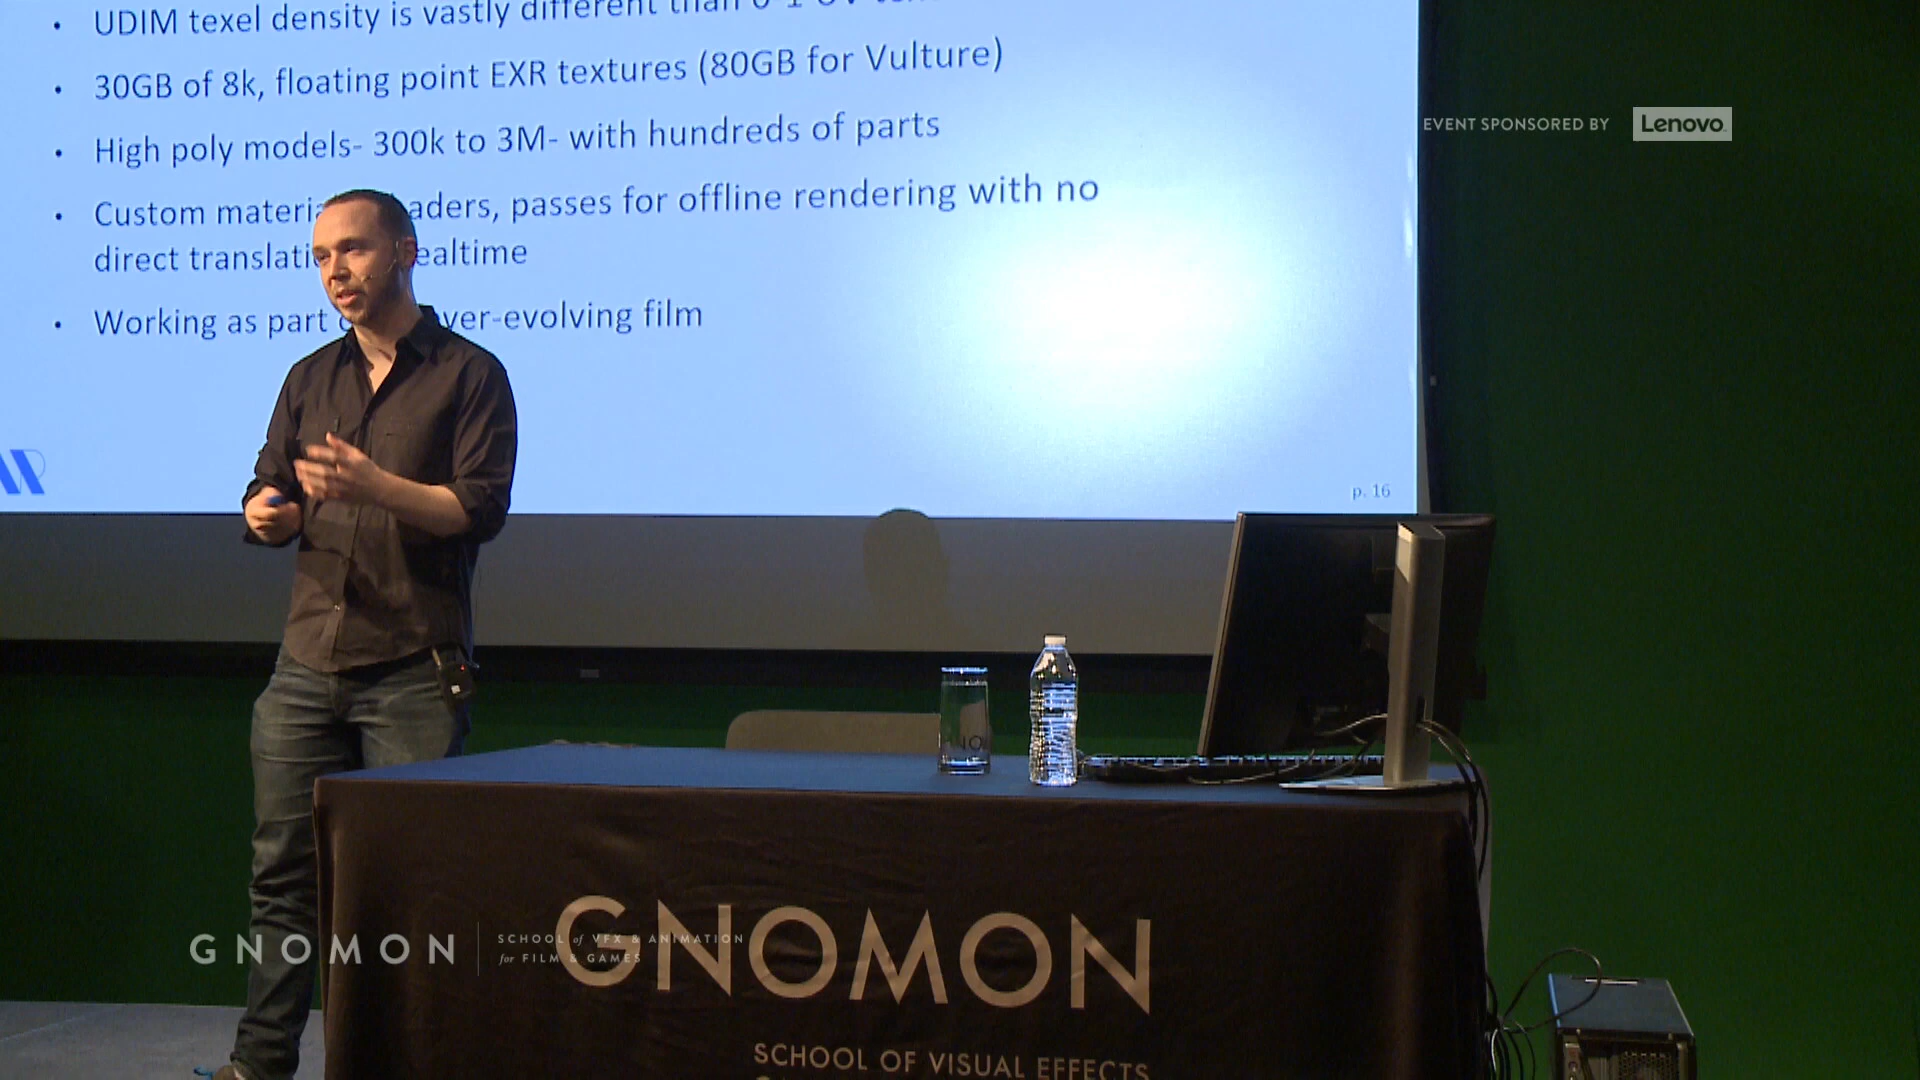 • UDIM texel density is vastly different than 0-1 UV
• 30GB of 8k, floating point EXR textures (80GB for Vulture)
• High poly models- 300k to 3M- with hundreds of parts
• Custom aders, passes for offline rendering with no
direct ealtime
• Working as part ver-evolving film
p. 16
EVENT SPONSORED BY Lenovo
GNOMON SCHOOL of VFX & ANIMATION
for FILM & GAMES
GNOMON
SCHOOL OF VISUAL EFFECTS